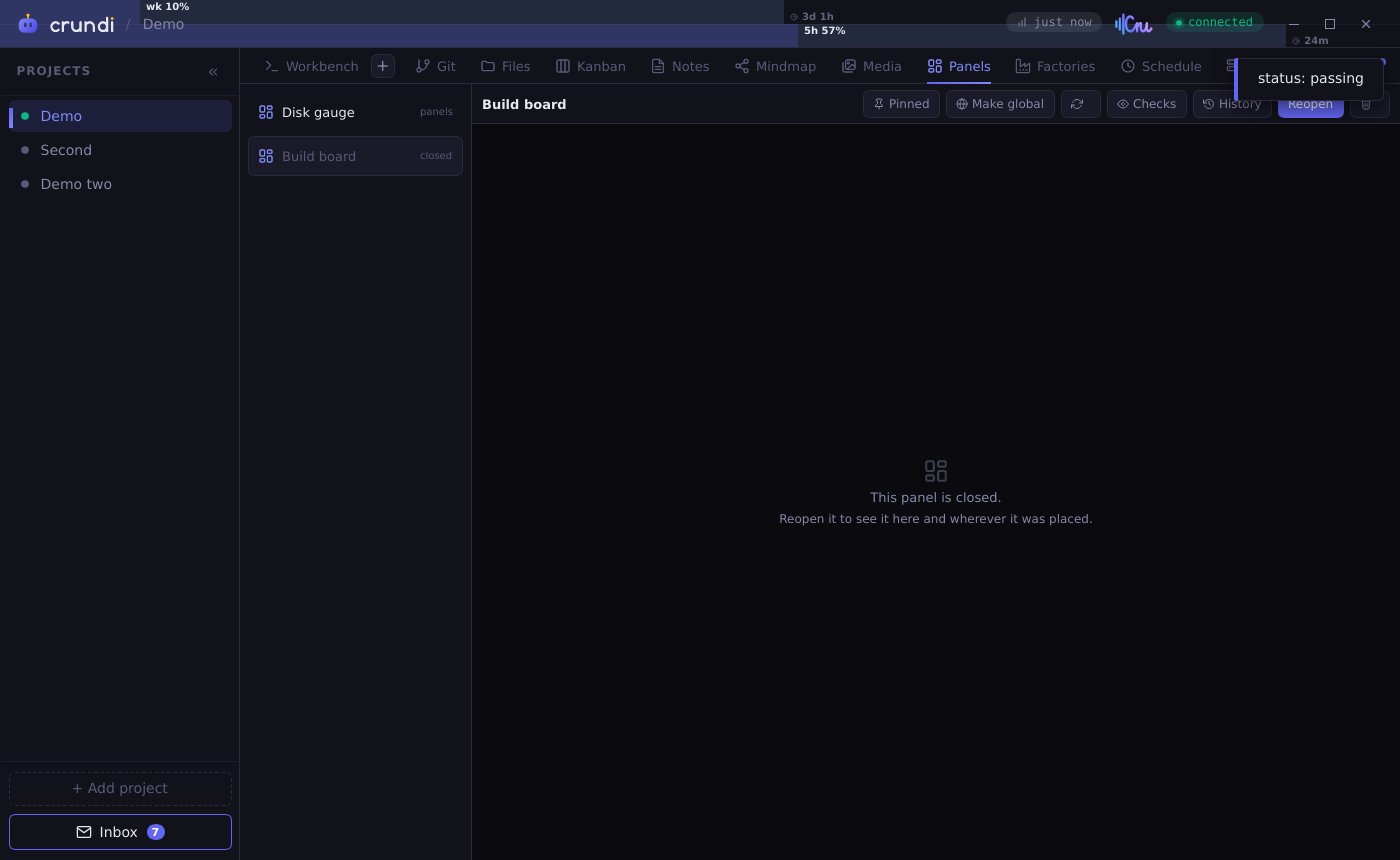 wk 10%
crundi / Demo
3d 1h
5h 57%
just now
Cru
connected
24m
PROJECTS
Workbench
Git
Files
Kanban
Notes
Mindmap
Media
Panels
Factories
Schedule
status: passing
Demo
Second
Demo two
Disk gauge
panels
Build board
closed
Build board
Pinned
Make global
Checks
History
Reopen
This panel is closed.
Reopen it to see it here and wherever it was placed.
+ Add project
Inbox 7